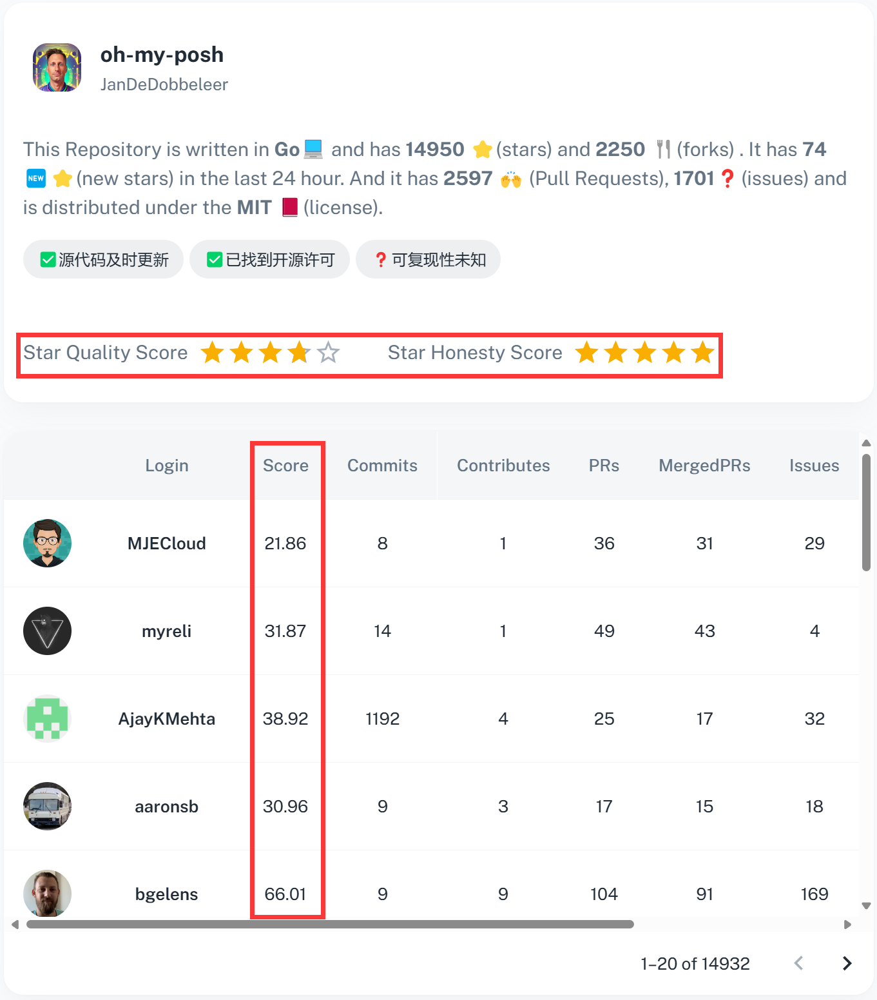 oh-my-posh
JanDeDobbeleer
This Repository is written in Go 💻 and has 14950 ⭐ (stars) and 2250 🍴 (forks) . It has 74
🆕 ⭐ (new stars) in the last 24 hour. And it has 2597 🙌 (Pull Requests), 1701 ❓ (issues) and
is distributed under the MIT 📕 (license).
✅源代码及时更新 ✅已找到开源许可 ❓可复现性未知
Star Quality Score Star Honesty Score
Login Score Commits Contributes PRs MergedPRs Issues
MJECloud 21.86 8 1 36 31 29
myreli 31.87 14 1 49 43 4
AjayKMehta 38.92 1192 4 25 17 32
aaronsb 30.96 9 3 17 15 18
bgelens 66.01 9 9 104 91 169
1–20 of 14932